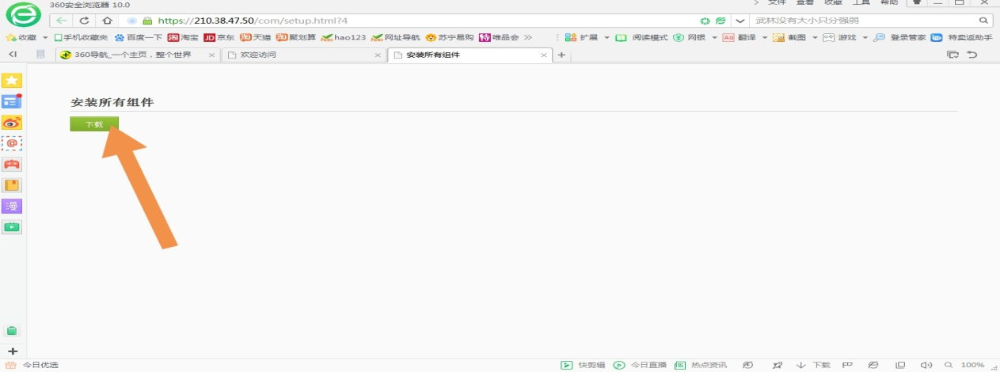 360安全浏览器 10.0
文件 查看 收藏 工具 帮助
https://210.38.47.50/com/setup.html?4
武林没有大小只分强弱
收藏 手机收藏夹 百度一下 淘 淘宝 JD 京东 淘 天猫 淘 聚划算 hao123 网址导航 苏宁易购 特 唯品会 扩展 阅读模式 网银 翻译 截图 游戏 登录管家 特卖返助手
360导航_一个主页，整个世界 欢迎访问 安装所有组件
安装所有组件
下载
漫
今日优选 快剪辑 今日直播 热点资讯 下载 100%